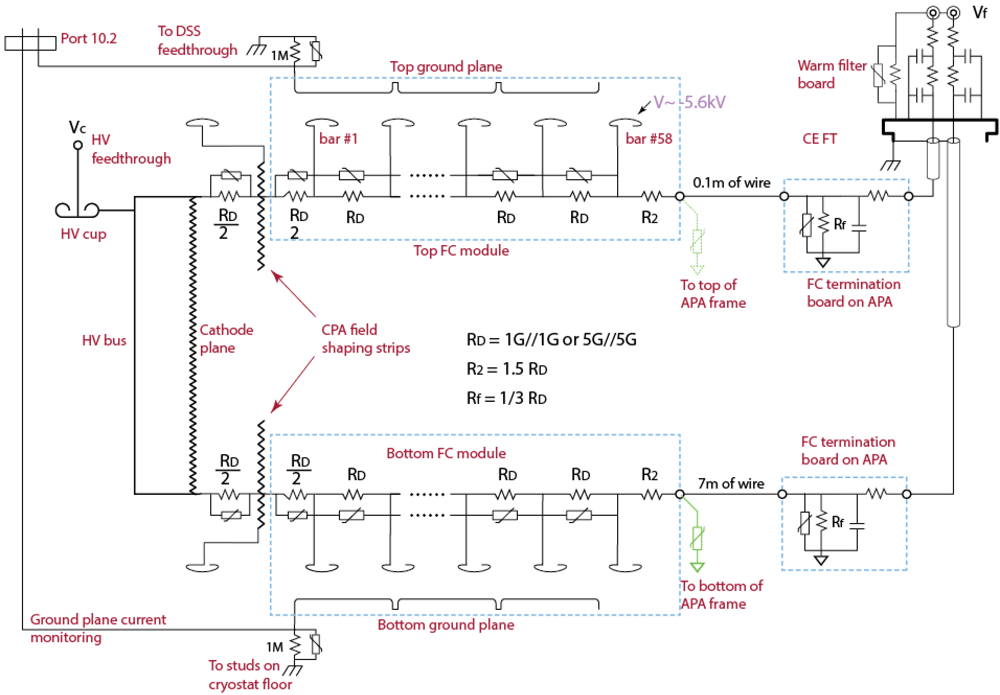 Vf
Port 10.2
To DSS
feedthrough
1M
Top ground plane
Warm filter
board
V~ -5.6kV
Vc
HV
feedthrough
bar #1
bar #58
CE FT
0.1m of wire
HV cup
RD
2
RD
2
RD
RD
RD
R2
Rf
Top FC module
To top of
APA frame
FC termination
board on APA
HV bus
Cathode
plane
CPA field
shaping strips
RD = 1G//1G or 5G//5G
R2 = 1.5 RD
Rf = 1/3 RD
Bottom FC module
FC termination
board on APA
RD
2
RD
2
RD
RD
RD
R2
7m of wire
Rf
To bottom of
APA frame
Ground plane current
monitoring
Bottom ground plane
1M
To studs on
cryostat floor